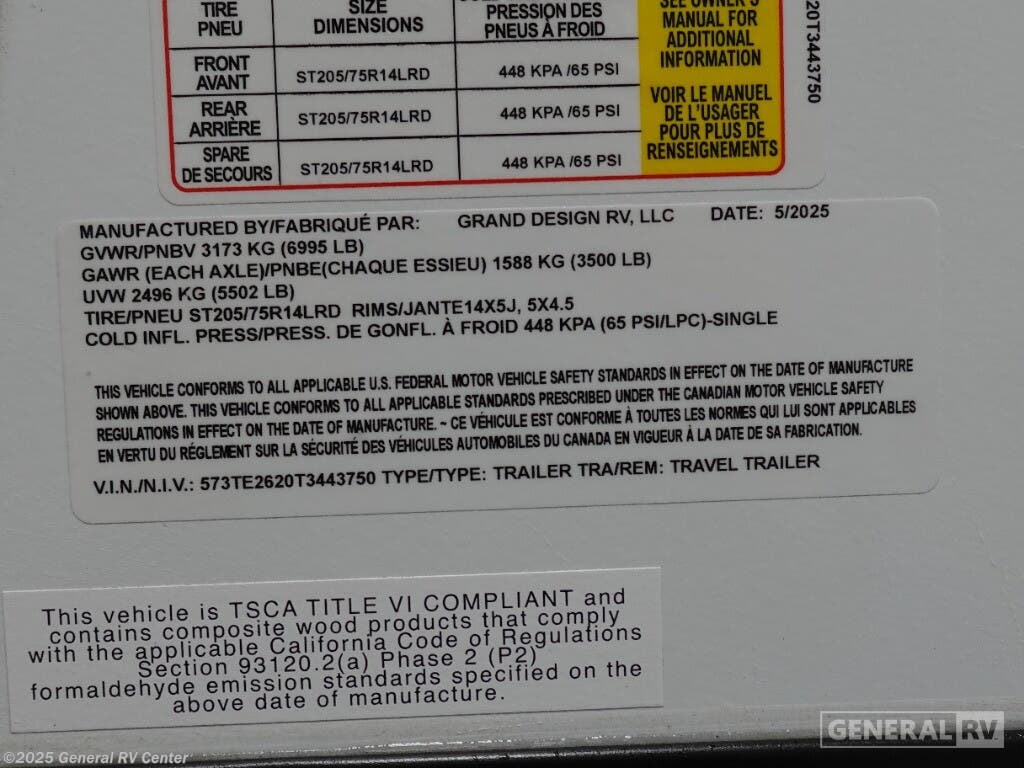 TIRE
PNEU
SIZE
DIMENSIONS
PRESSION DES
PNEUS À FROID
SEE OWNER'S
MANUAL FOR
ADDITIONAL
INFORMATION
VOIR LE MANUEL
DE L'USAGER
POUR PLUS DE
RENSEIGNEMENTS
20T3443750
FRONT
AVANT
ST205/75R14LRD
448 KPA /65 PSI
REAR
ARRIÈRE
ST205/75R14LRD
448 KPA /65 PSI
SPARE
DE SECOURS
ST205/75R14LRD
448 KPA /65 PSI
MANUFACTURED BY/FABRIQUÉ PAR: GRAND DESIGN RV, LLC DATE: 5/2025
GVWR/PNBV 3173 KG (6995 LB)
GAWR (EACH AXLE)/PNBE(CHAQUE ESSIEU) 1588 KG (3500 LB)
UVW 2496 KG (5502 LB)
TIRE/PNEU ST205/75R14LRD RIMS/JANTE14X5J, 5X4.5
COLD INFL. PRESS/PRESS. DE GONFL. À FROID 448 KPA (65 PSI/LPC)-SINGLE
THIS VEHICLE CONFORMS TO ALL APPLICABLE U.S. FEDERAL MOTOR VEHICLE SAFETY STANDARDS IN EFFECT ON THE DATE OF MANUFACTURE
SHOWN ABOVE. THIS VEHICLE CONFORMS TO ALL APPLICABLE STANDARDS PRESCRIBED UNDER THE CANADIAN MOTOR VEHICLE SAFETY
REGULATIONS IN EFFECT ON THE DATE OF MANUFACTURE. ~ CE VÉHICULE EST CONFORME À TOUTES LES NORMES QUI LUI SONT APPLICABLES
EN VERTU DU RÉGLEMENT SUR LA SÉCURITÉ DES VÉHICULES AUTOMOBILES DU CANADA EN VIGUEUR À LA DATE DE SA FABRICATION.
V.I.N./N.I.V.: 573TE2620T3443750 TYPE/TYPE: TRAILER TRA/REM: TRAVEL TRAILER
This vehicle is TSCA TITLE VI COMPLIANT and
contains composite wood products that comply
with the applicable California Code of Regulations
Section 93120.2(a) Phase 2 (P2)
formaldehyde emission standards specified on the
above date of manufacture.
GENERAL RV
©2025 General RV Center